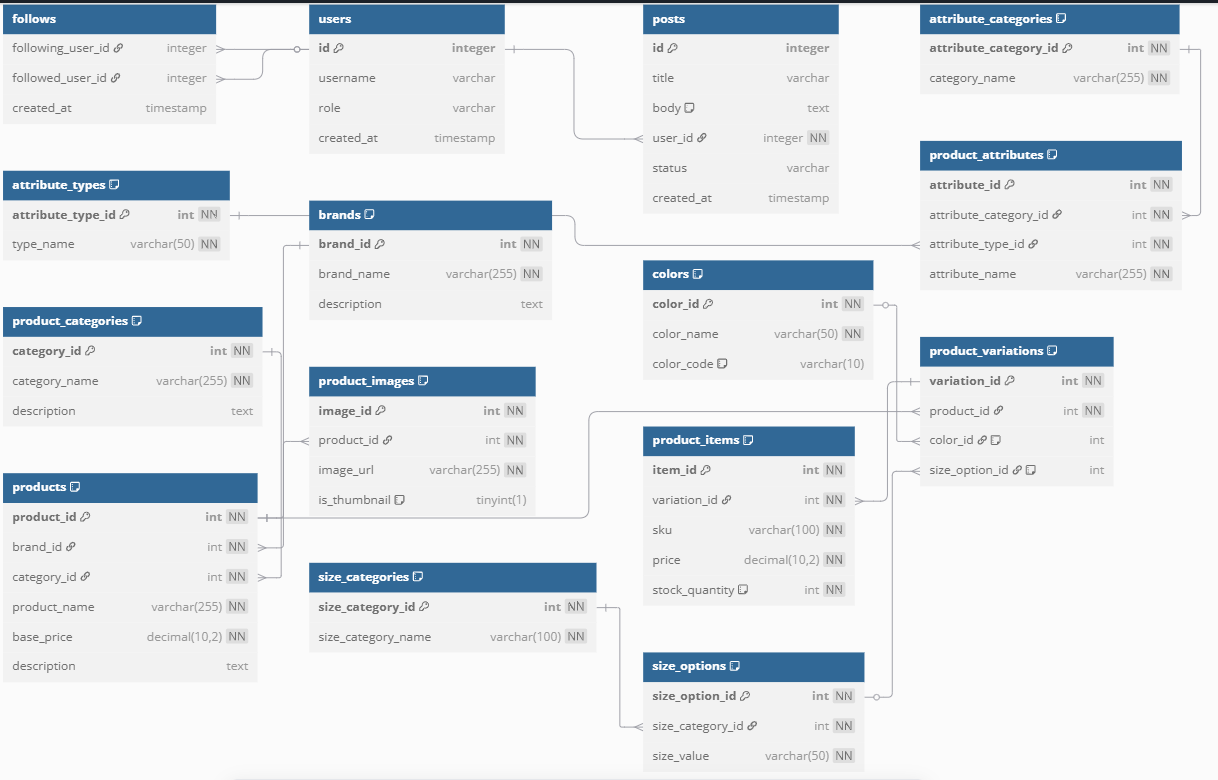 follows
following_user_id integer
followed_user_id integer
created_at timestamp
users
id integer
username varchar
role varchar
created_at timestamp
posts
id integer
title varchar
body text
user_id integer NN
status varchar
created_at timestamp
attribute_categories
attribute_category_id int NN
category_name varchar(255) NN
product_attributes
attribute_id int NN
attribute_category_id int NN
attribute_type_id int NN
attribute_name varchar(255) NN
attribute_types
attribute_type_id int NN
type_name varchar(50) NN
brands
brand_id int NN
brand_name varchar(255) NN
description text
colors
color_id int NN
color_name varchar(50) NN
color_code varchar(10)
product_categories
category_id int NN
category_name varchar(255) NN
description text
product_images
image_id int NN
product_id int NN
image_url varchar(255) NN
is_thumbnail tinyint(1)
product_variations
variation_id int NN
product_id int NN
color_id int
size_option_id int
product_items
item_id int NN
variation_id int NN
sku varchar(100) NN
price decimal(10,2) NN
stock_quantity int NN
products
product_id int NN
brand_id int NN
category_id int NN
product_name varchar(255) NN
base_price decimal(10,2) NN
description text
size_categories
size_category_id int NN
size_category_name varchar(100) NN
size_options
size_option_id int NN
size_category_id int NN
size_value varchar(50) NN